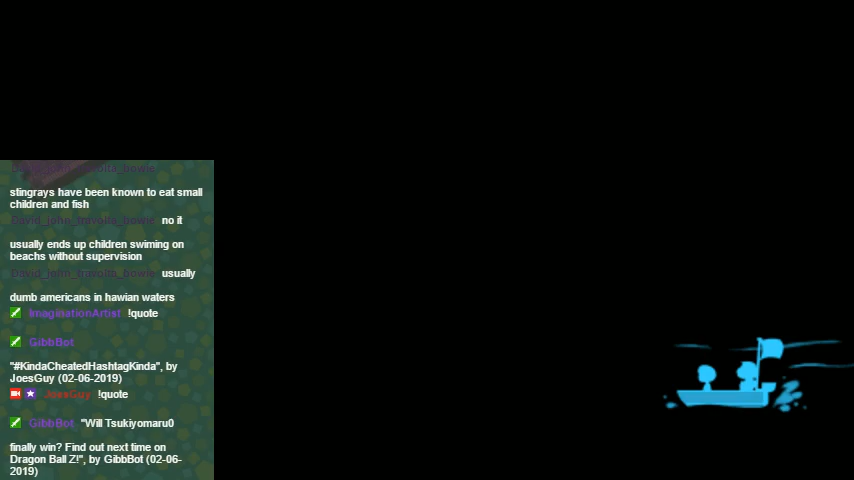 stingrays have been known to eat small
children and fish
David_john_travolta_bowie no it
usually ends up children swiming on
beachs without supervision
David_john_travolta_bowie usually
dumb americans in hawian waters
ImaginationArtist !quote
GibbBot
"#KindaCheatedHashtagKinda", by
JoesGuy (02-06-2019)
JoesGuy !quote
GibbBot "Will Tsukiyomaru0
finally win? Find out next time on
Dragon Ball Z!", by GibbBot (02-06-
2019)